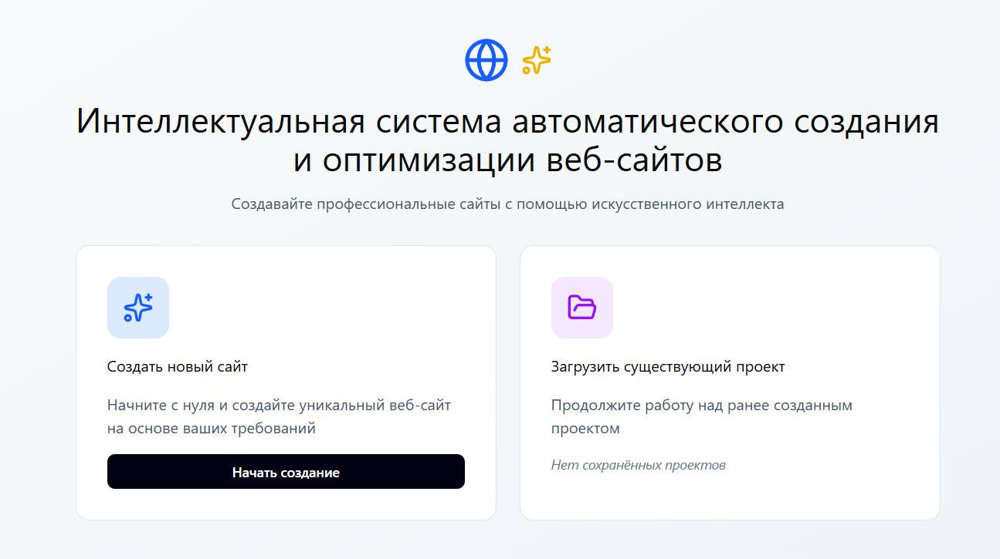 Интеллектуальная система автоматического создания
и оптимизации веб-сайтов
Создавайте профессиональные сайты с помощью искусственного интеллекта
Создать новый сайт
Начните с нуля и создайте уникальный веб-сайт
на основе ваших требований
Начать создание
Загрузить существующий проект
Продолжите работу над ранее созданным
проектом
Нет сохранённых проектов